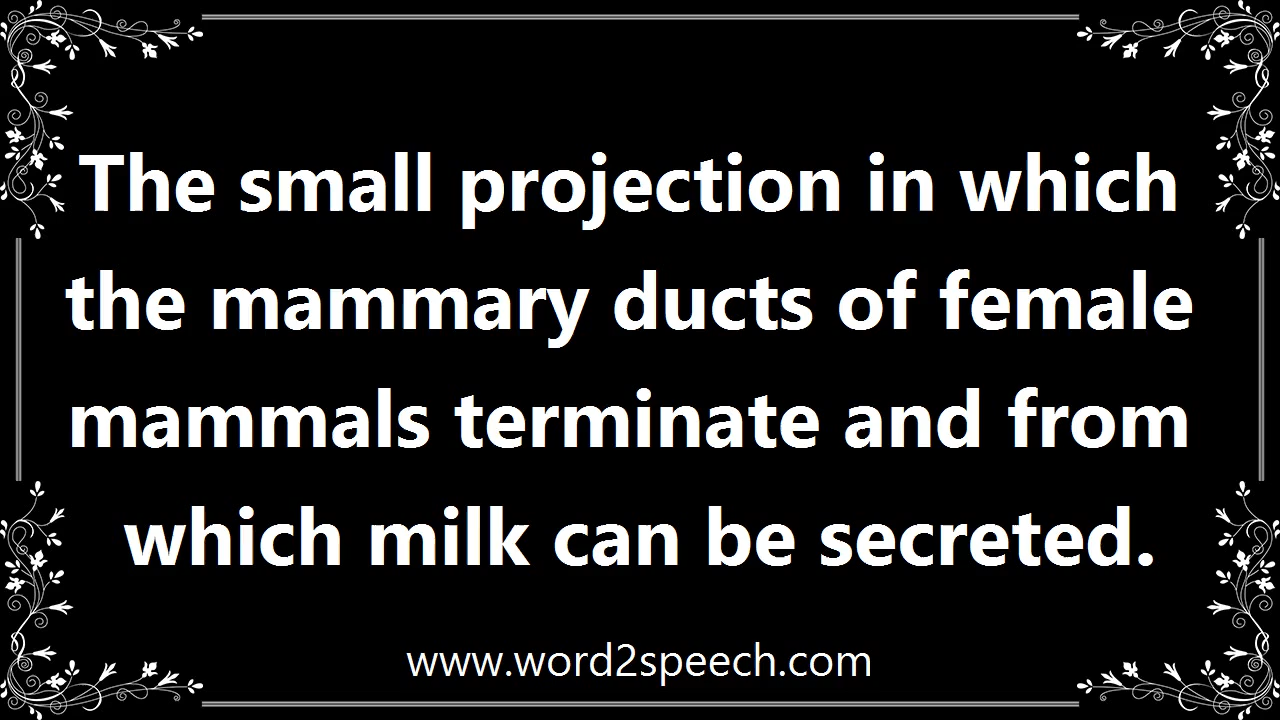 The small projection in which
the mammary ducts of female
mammals terminate and from
which milk can be secreted.
www.word2speech.com